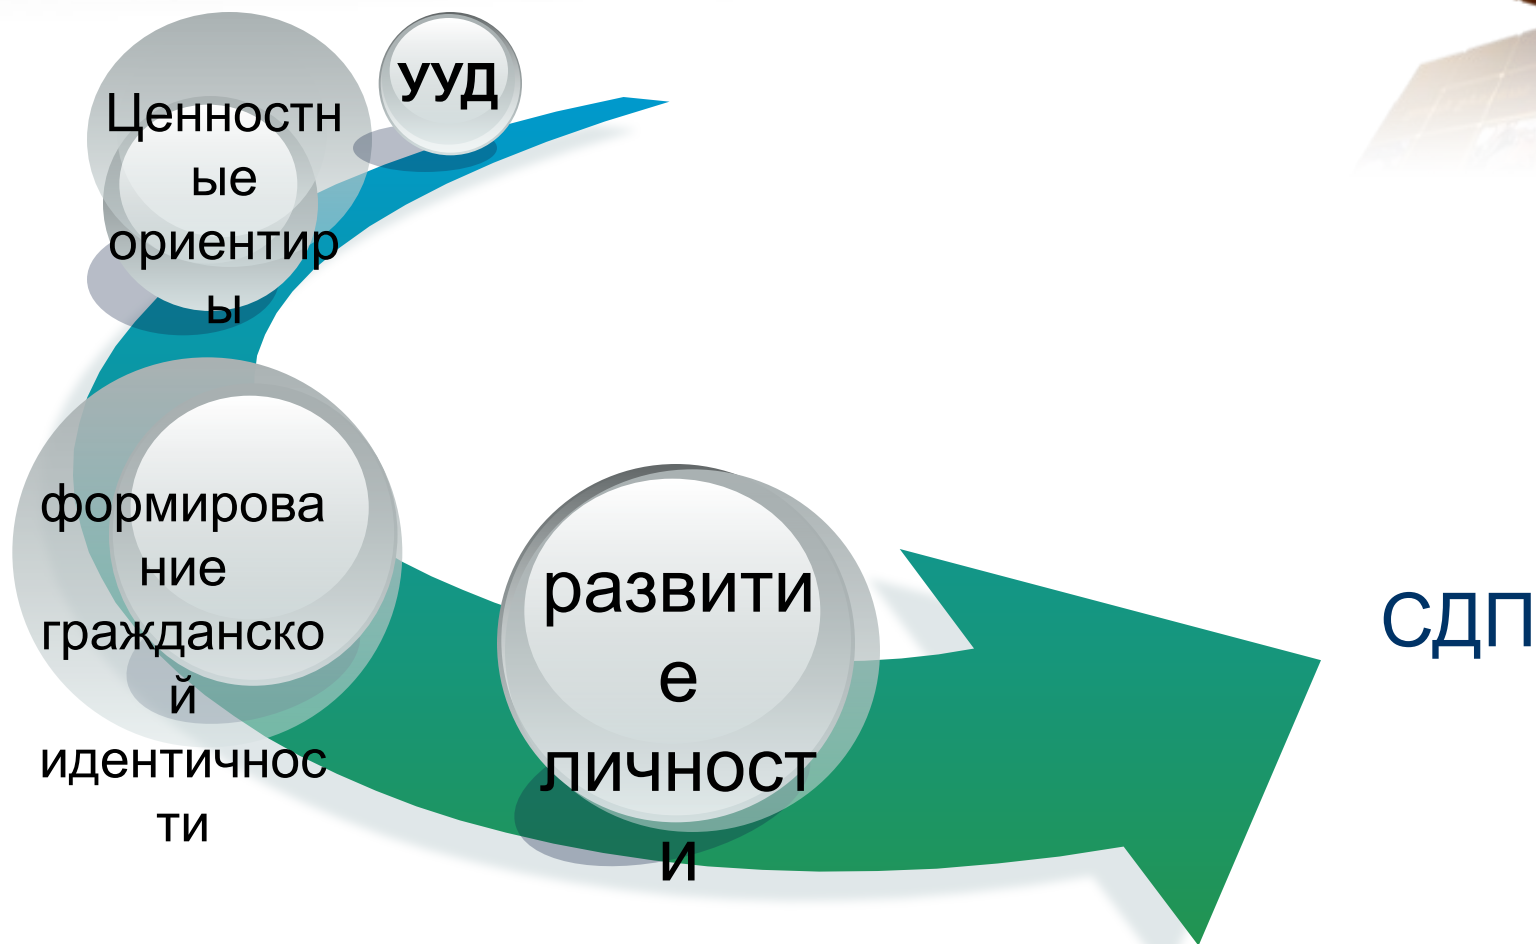 УУД
Ценностн
ые
ориентир
ы
формирова
ние
гражданско
й
идентичнос
ти
развити
е
личност
и
СДП